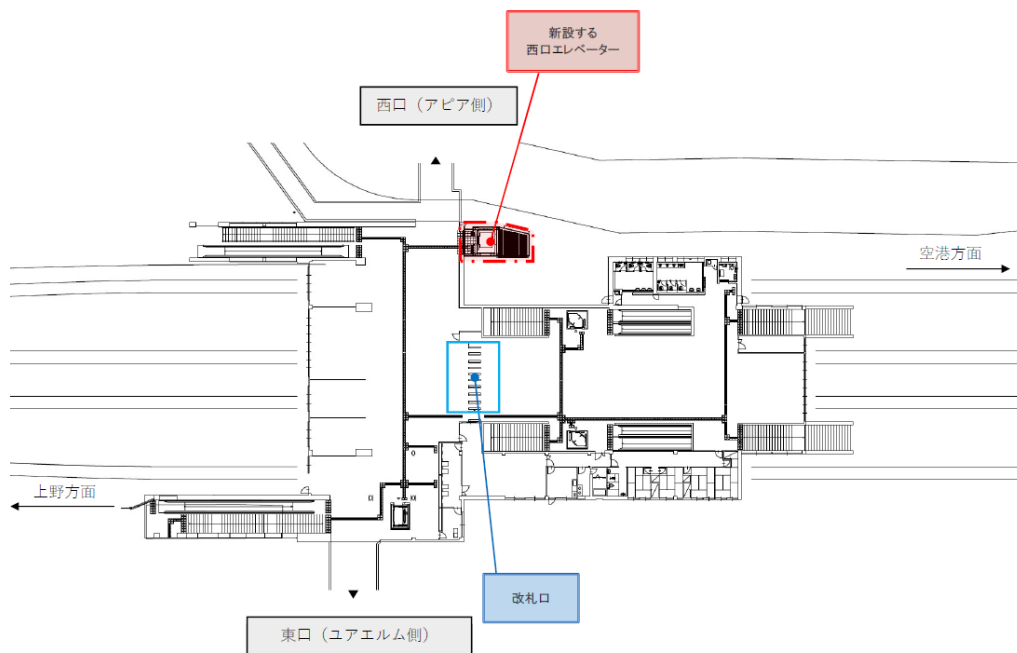 新設する
西口エレベーター
西口（アピア側）
空港方面
上野方面
改札口
東口（ユアエルム側）